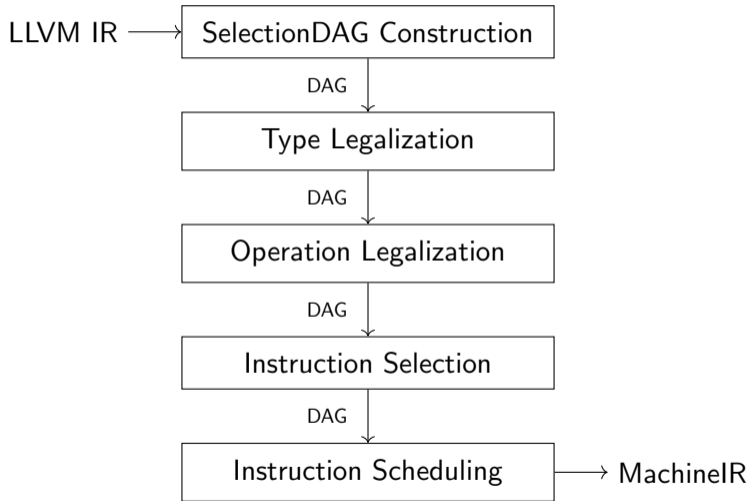 LLVM IR
SelectionDAG Construction
DAG
Type Legalization
DAG
Operation Legalization
DAG
Instruction Selection
DAG
Instruction Scheduling
MachineIR